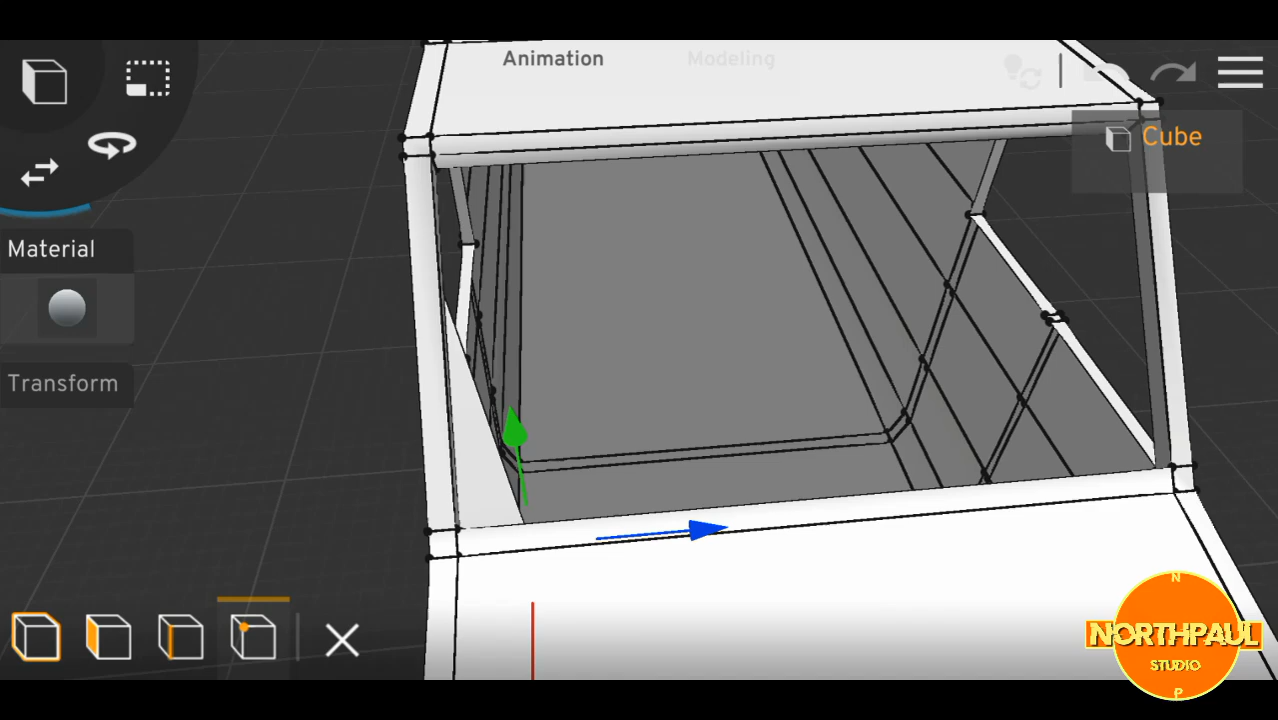 Animation
Modeling
Cube
Material
Transform
N
NORTHPAUL
STUDIO
P